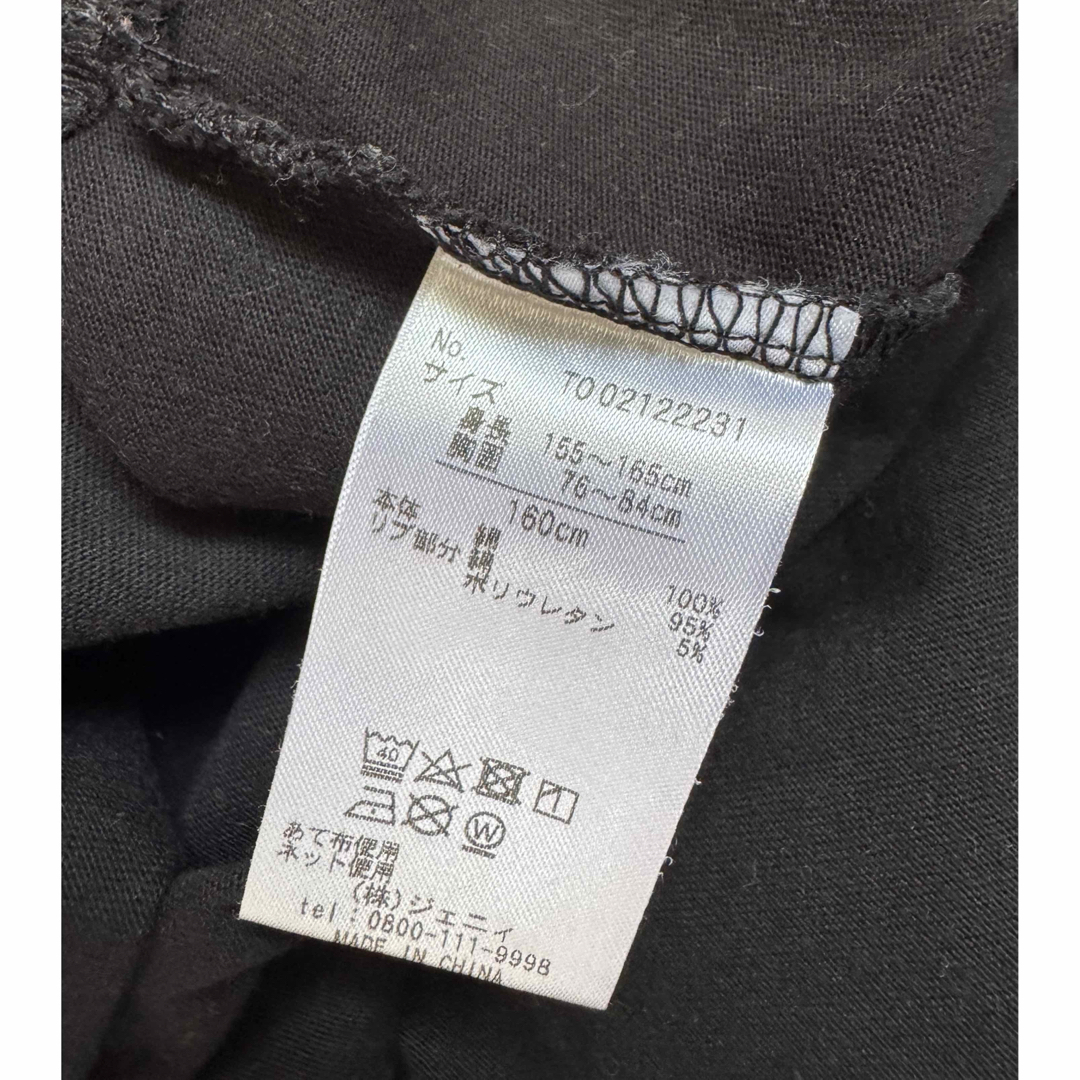 No TO02122231
サイズ
身長 155〜165cm
胸囲 76〜84cm
160cm
本体 綿 100%
リブ部分 綿 95%
ポリウレタン 5%
40
W
あて布使用
ネット使用
(株)ジェニィ
tel:0800-111-9998
MADE IN CHINA